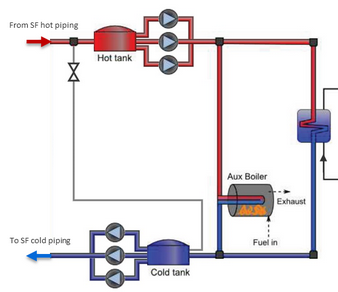 From SF hot piping
Hot tank
Aux Boiler
Exhaust
Fuel in
To SF cold piping
Cold tank